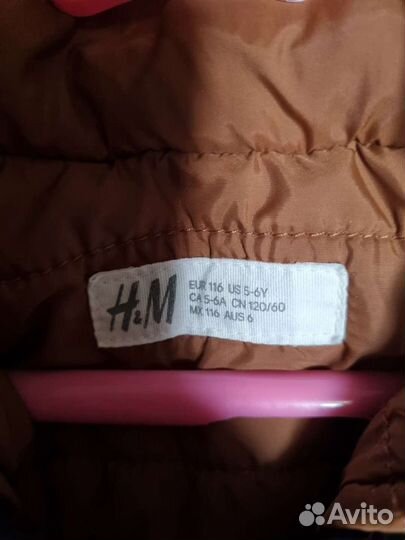 H&M
EUR 116 US 5-6Y
CA 5-6A CN 120/60
MX 116 AUS 6
Avito